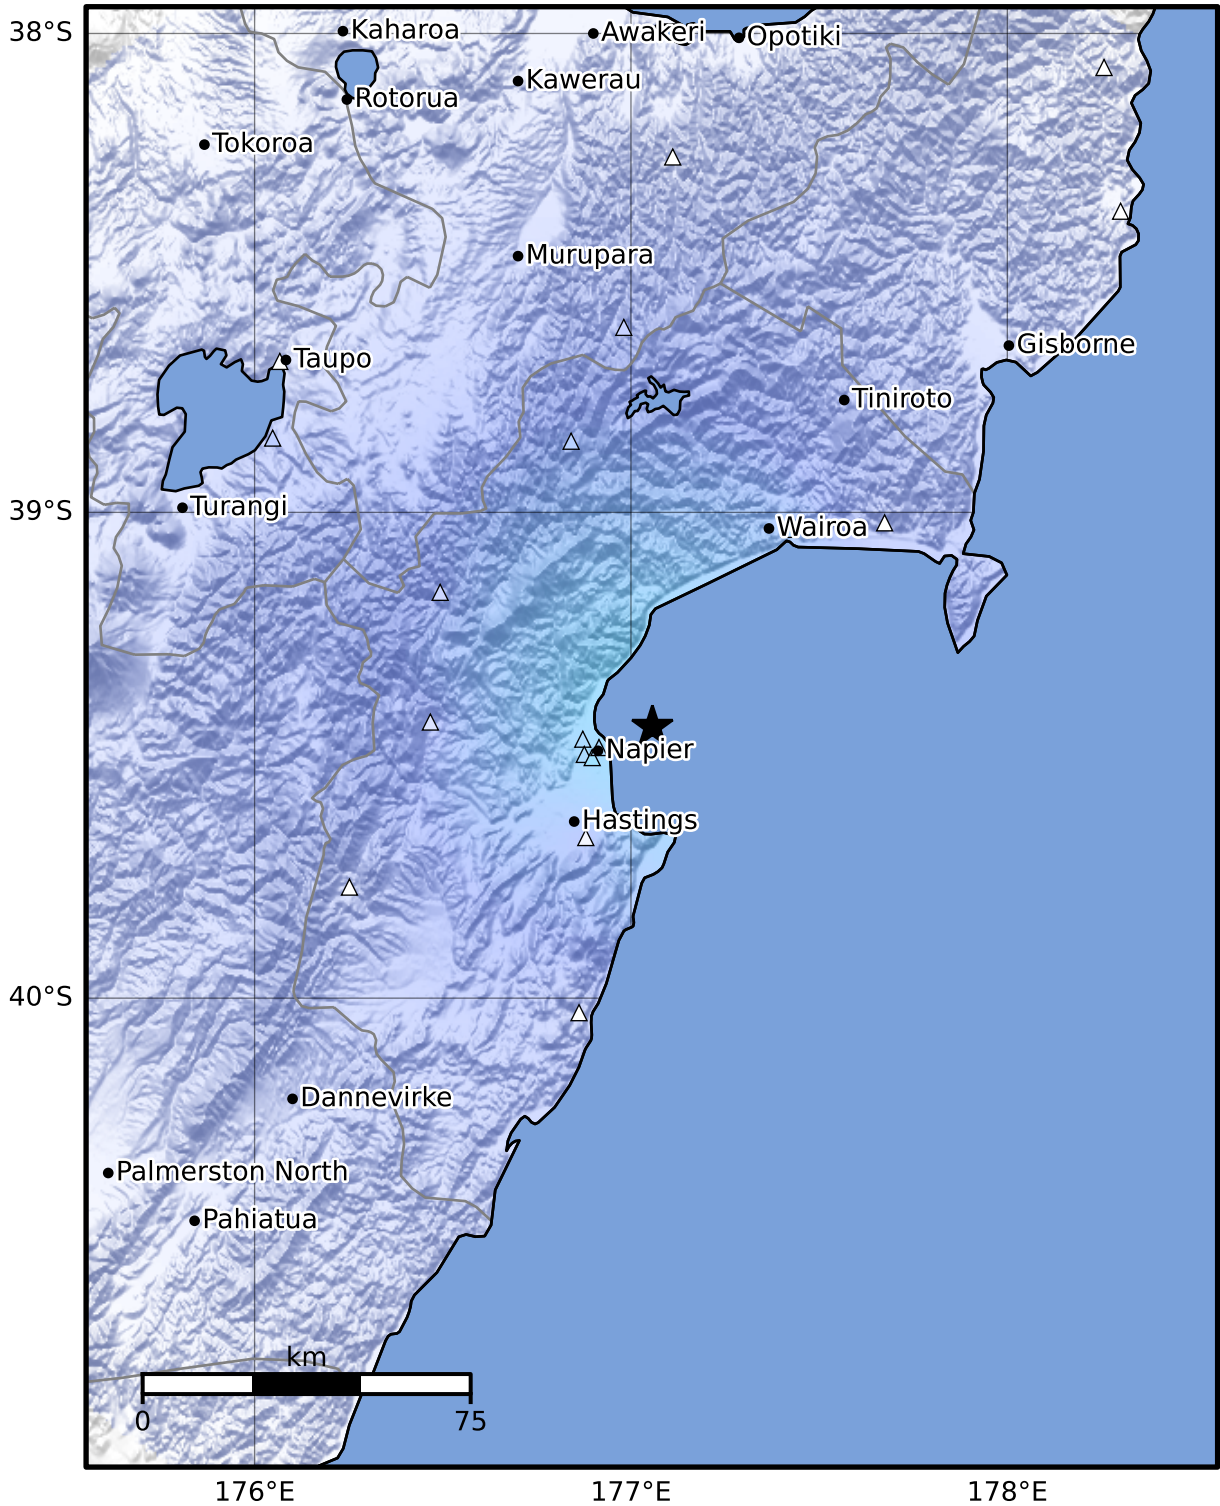 38°S
Kaharoa
Awakeri
Opotiki
Kawerau
Rotorua
Tokoroa
Murupara
Gisborne
Taupo
Tiniroto
Turangi
39°S
Wairoa
Napier
Hastings
40°S
Dannevirke
Palmerston North
Pahiatua
km
0 75
176°E 177°E 178°E